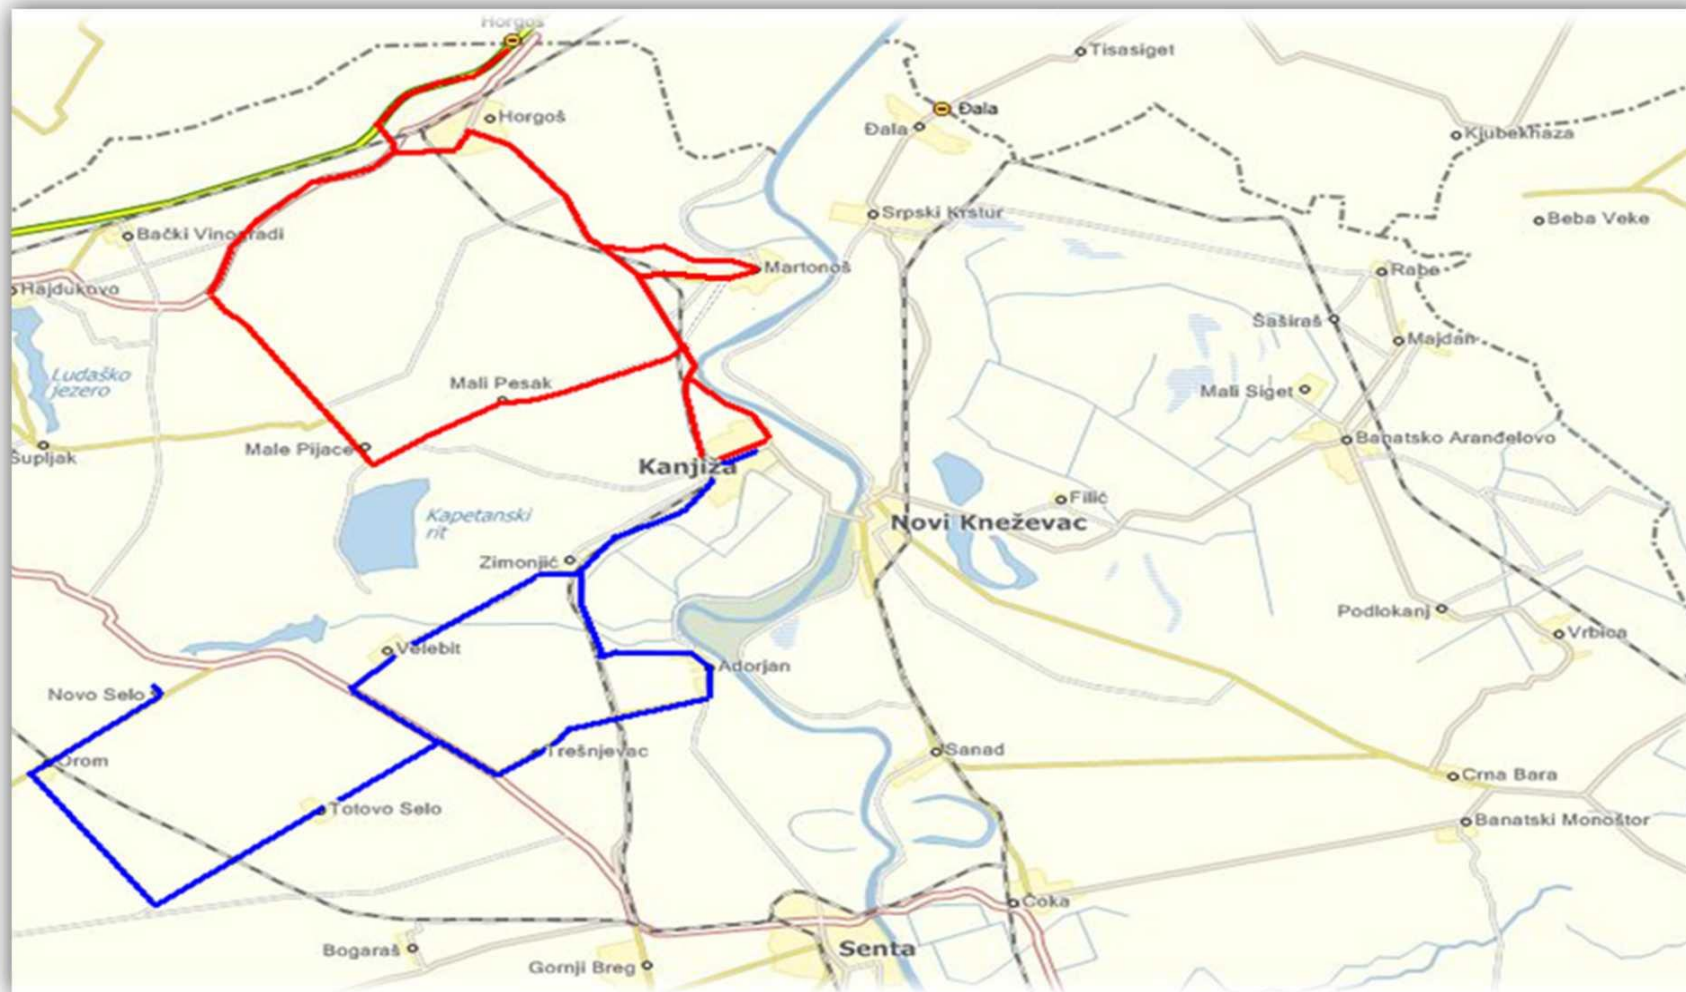 Horgoš
Tisasiget
Đala
Horgoš
Đala
Kjubekhaza
Srpski Krstur
Beba Veke
Bački Vinogradi
Martonoš
Rabe
Hajdukovo
Šaširaš
Majdan
Ludaško
jezero
Mali Pesak
Mali Siget
Banatsko Aranđelovo
Šupljak
Male Pijace
Kanjiža
Filić
Kapetanski
rit
Novi Kneževac
Zimonjić
Podlokanj
Vrbica
Velebit
Adorjan
Novo Selo
Orom
Trešnjevac
Sanad
Crna Bara
Totovo Selo
Banatski Monoštor
Čoka
Bogaraš
Senta
Gornji Breg